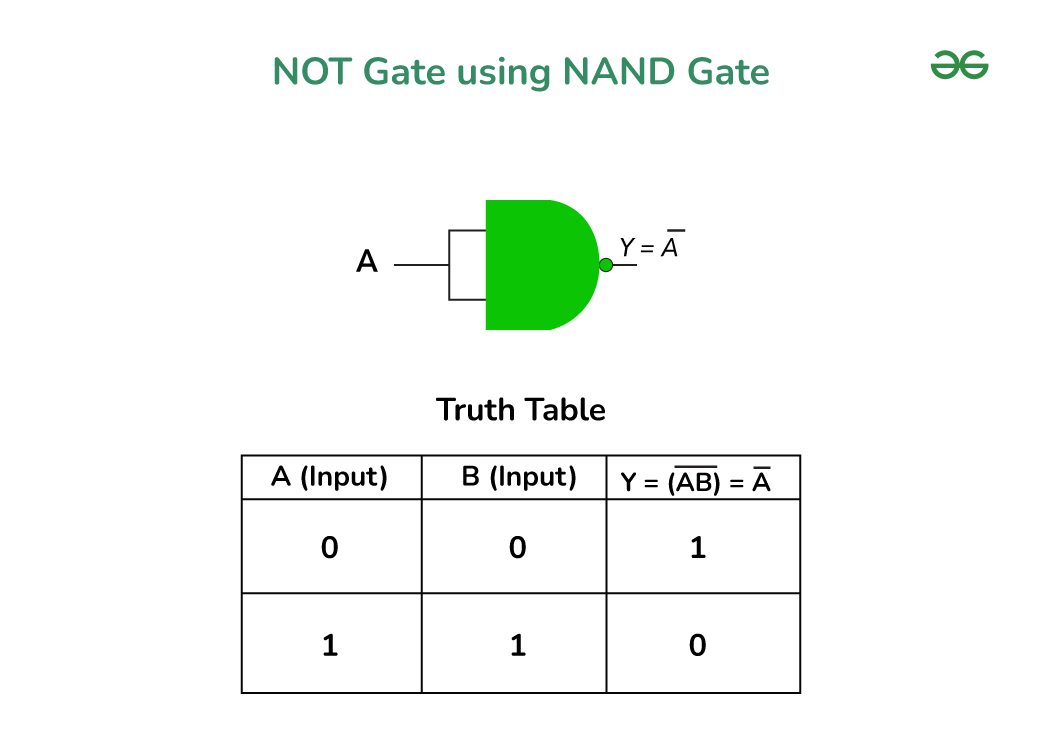 NOT Gate using NAND Gate
A
Y = A̅
Truth Table
A (Input) B (Input) Y = (A̅B̅) = A̅
0 0 1
1 1 0